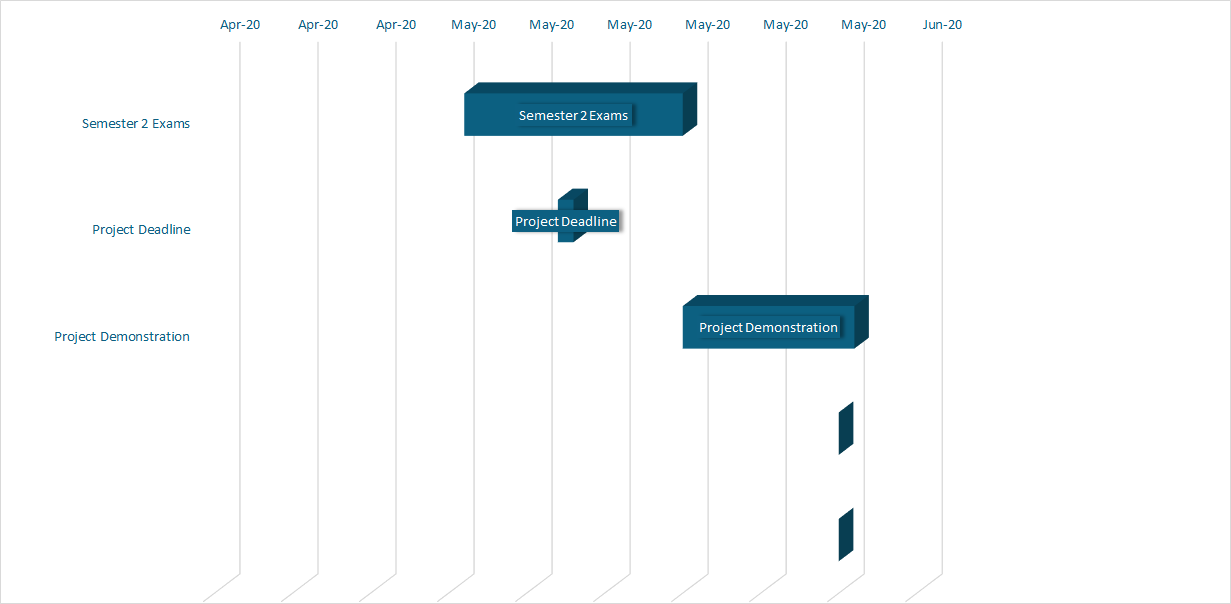 Apr-20 Apr-20 Apr-20 May-20 May-20 May-20 May-20 May-20 May-20 Jun-20
Semester 2 Exams Semester 2 Exams
Project Deadline Project Deadline
Project Demonstration Project Demonstration